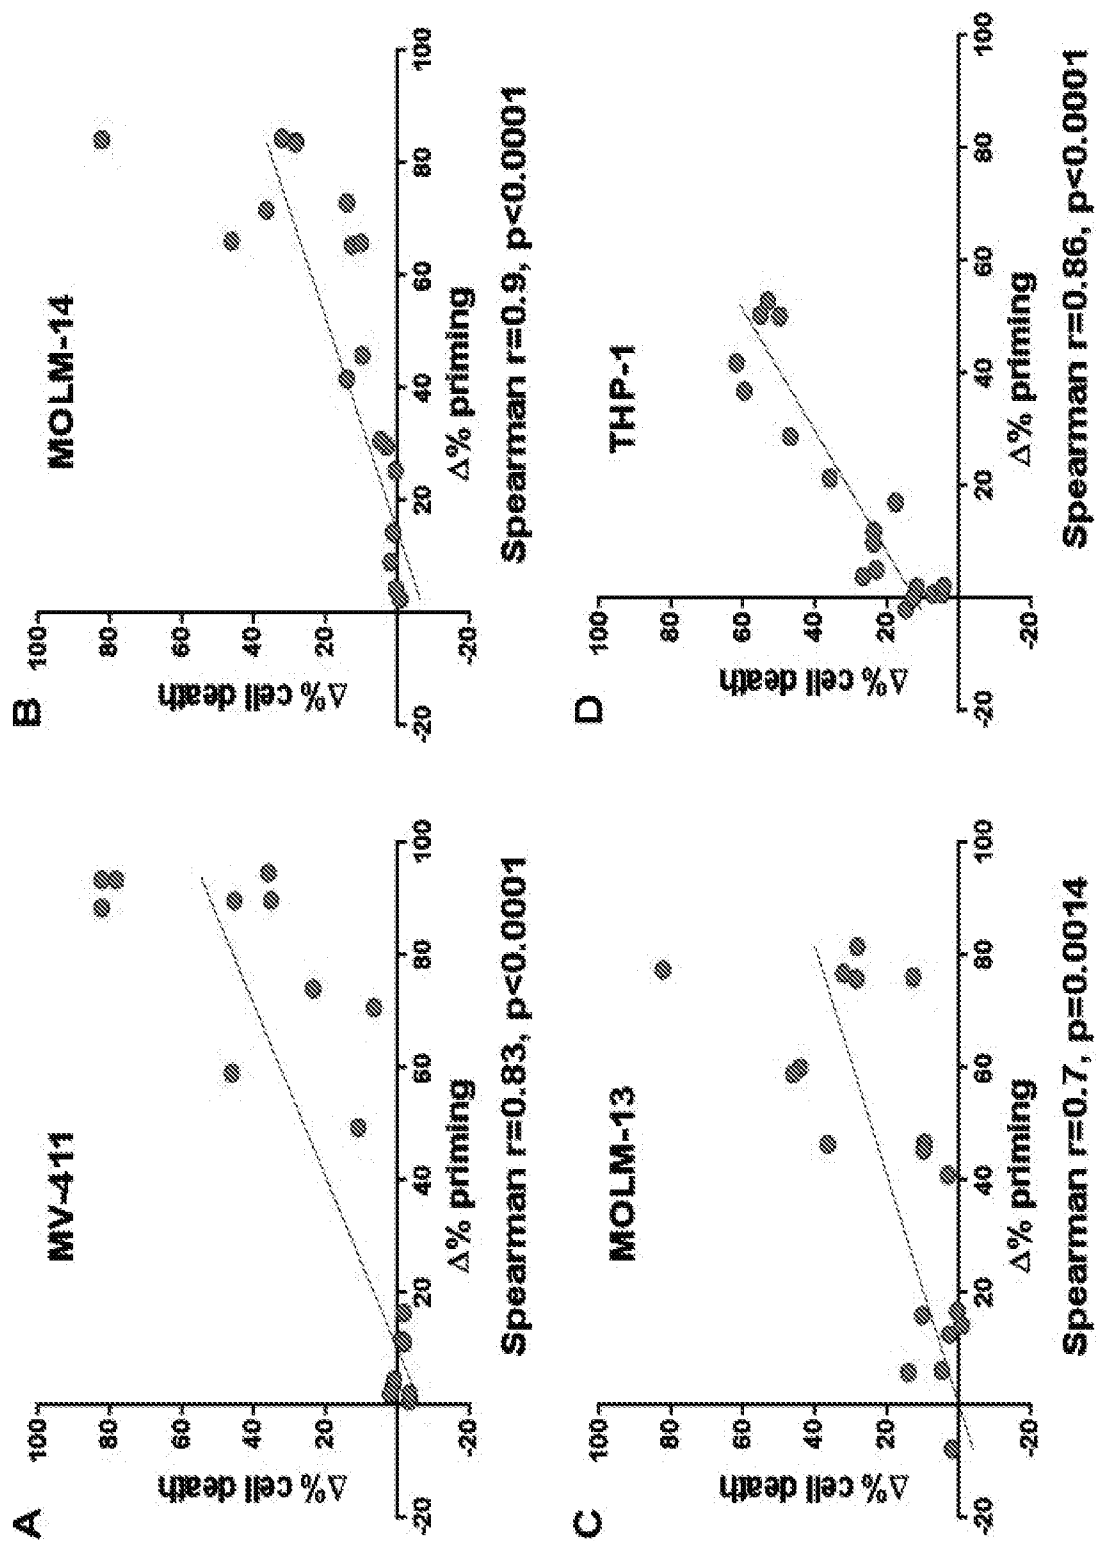 A
MV-411
Δ% cell death
100
80
60
40
20
-20
-20
20
40
60
80
100
Δ% priming
Spearman r=0.83, p<0.0001
B
MOLM-14
Δ% cell death
100
80
60
40
20
-20
-20
20
40
60
80
100
Δ% priming
Spearman r=0.9, p<0.0001
C
MOLM-13
Δ% cell death
100
80
60
40
20
-20
-20
20
40
60
80
100
Δ% priming
Spearman r=0.7, p=0.0014
D
THP-1
Δ% cell death
100
80
60
40
20
-20
-20
20
40
60
80
100
Δ% priming
Spearman r=0.86, p<0.0001